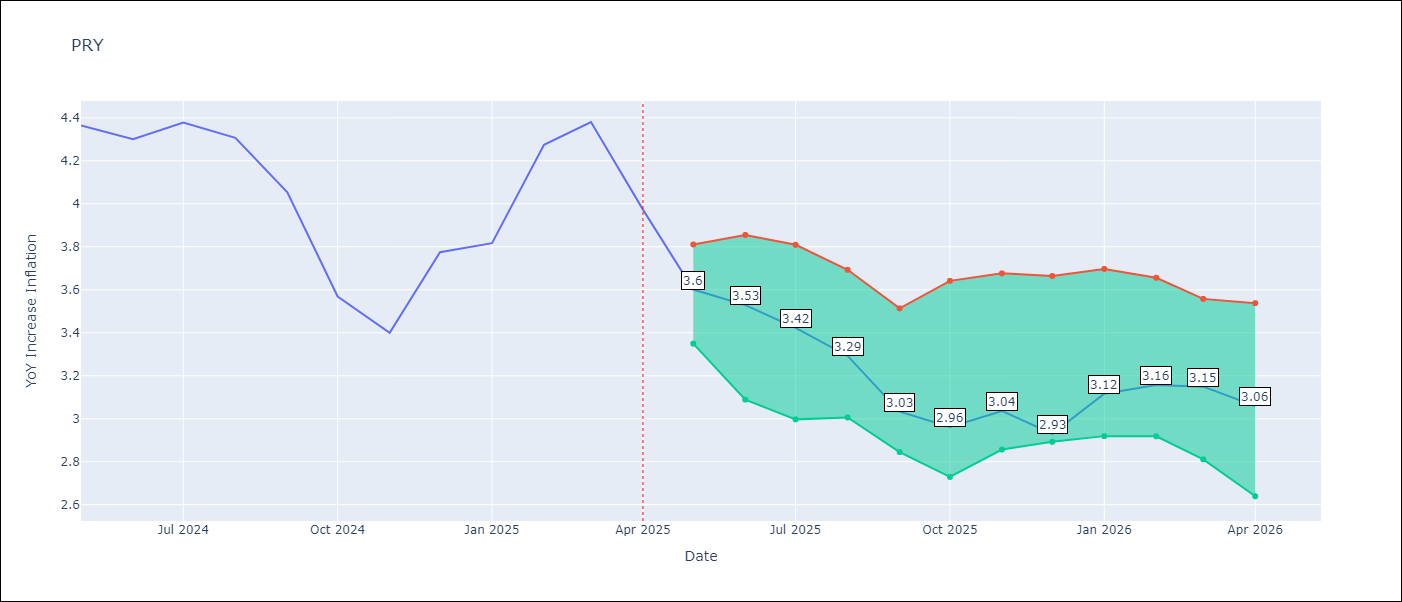 PRY
YoY Increase Inflation
4.4
4.2
4
3.8
3.6
3.4
3.2
3
2.8
2.6
3.6
3.53
3.42
3.29
3.03
2.96
3.04
2.93
3.12
3.16
3.15
3.06
Jul 2024
Oct 2024
Jan 2025
Apr 2025
Jul 2025
Oct 2025
Jan 2026
Apr 2026
Date